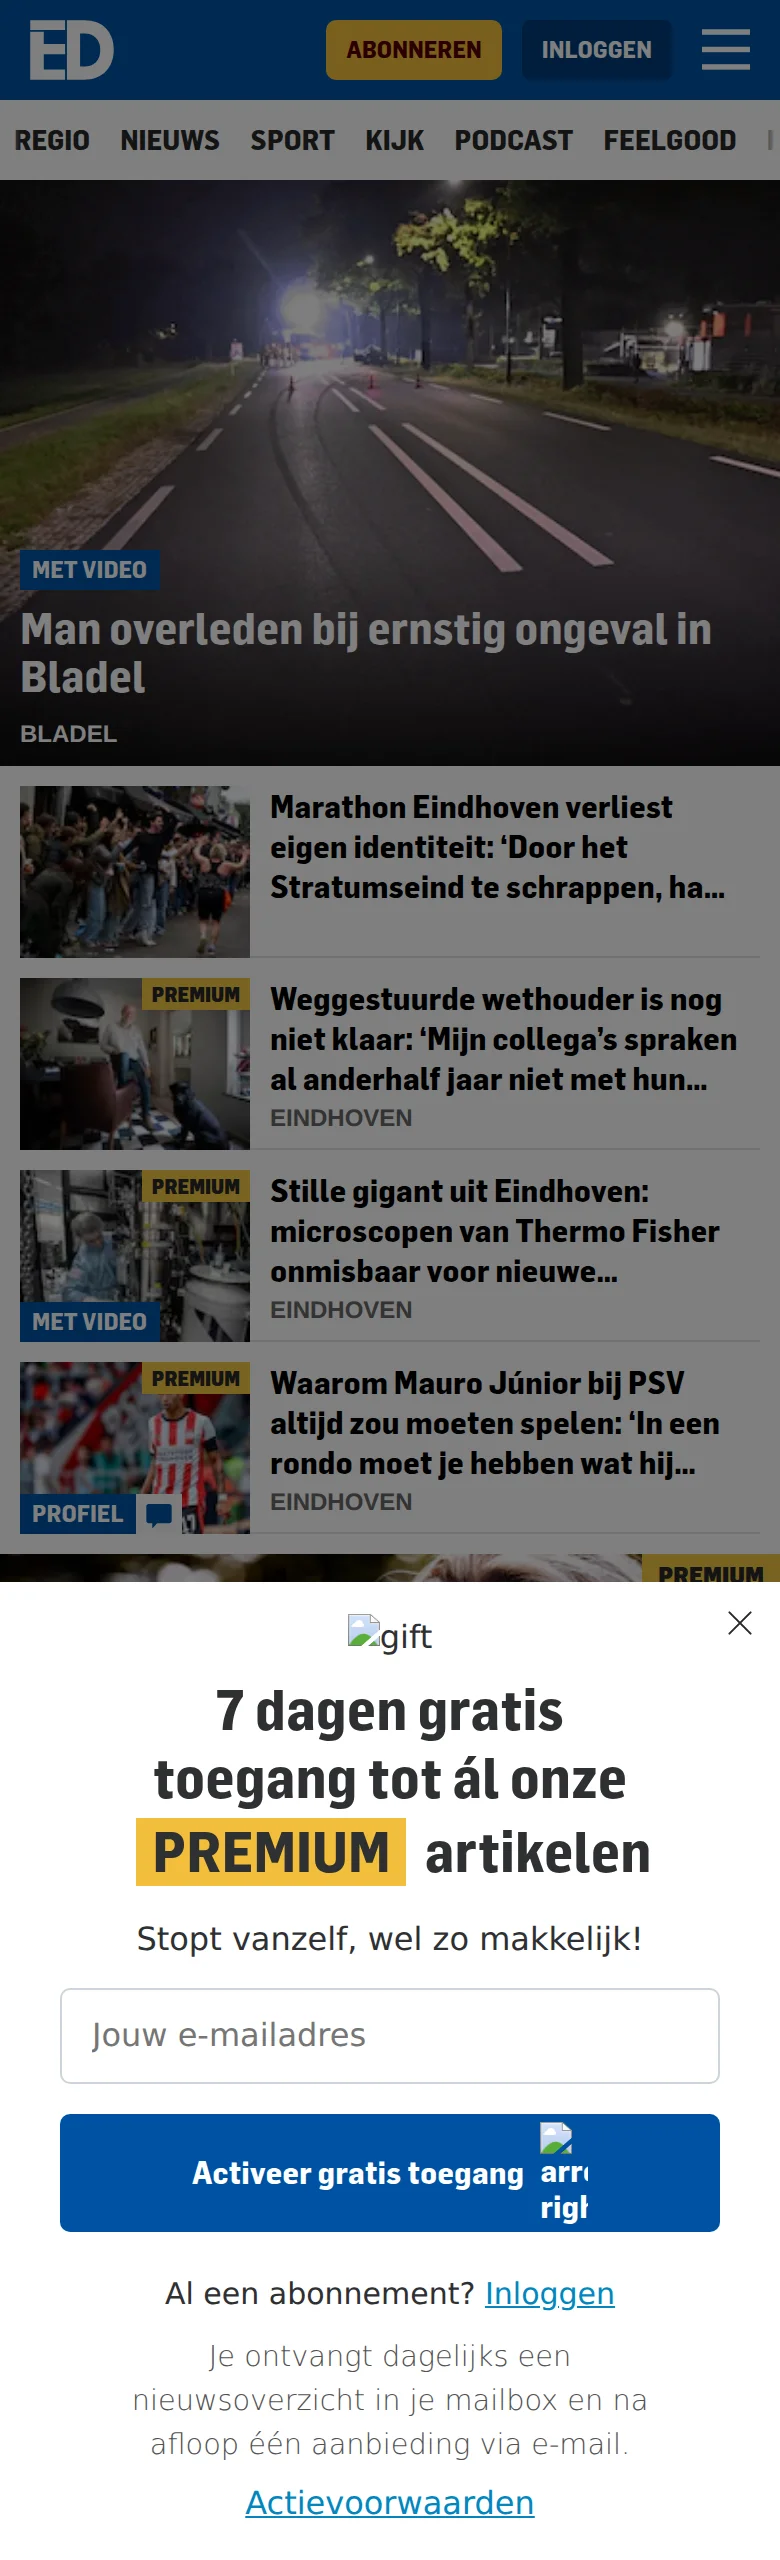 ED
ABONNEREN
INLOGGEN
REGIO NIEUWS SPORT KIJK PODCAST FEELGOOD
MET VIDEO
Man overleden bij ernstig ongeval in
Bladel
BLADEL
Marathon Eindhoven verliest
eigen identiteit: ‘Door het
Stratumseind te schrappen, ha...
PREMIUM
Weggestuurde wethouder is nog
niet klaar: ‘Mijn collega’s spraken
al anderhalf jaar niet met hun...
EINDHOVEN
PREMIUM
MET VIDEO
Stille gigant uit Eindhoven:
microscopen van Thermo Fisher
onmisbaar voor nieuwe...
EINDHOVEN
PREMIUM
PROFIEL
Waarom Mauro Júnior bij PSV
altijd zou moeten spelen: ‘In een
rondo moet je hebben wat hij...
EINDHOVEN
PREMIUM
gift
7 dagen gratis
toegang tot ál onze
PREMIUM artikelen
Stopt vanzelf, wel zo makkelijk!
Jouw e-mailadres
Activeer gratis toegang
Al een abonnement? Inloggen
Je ontvangt dagelijks een
nieuwsoverzicht in je mailbox en na
afloop één aanbieding via e-mail.
Actievoorwaarden